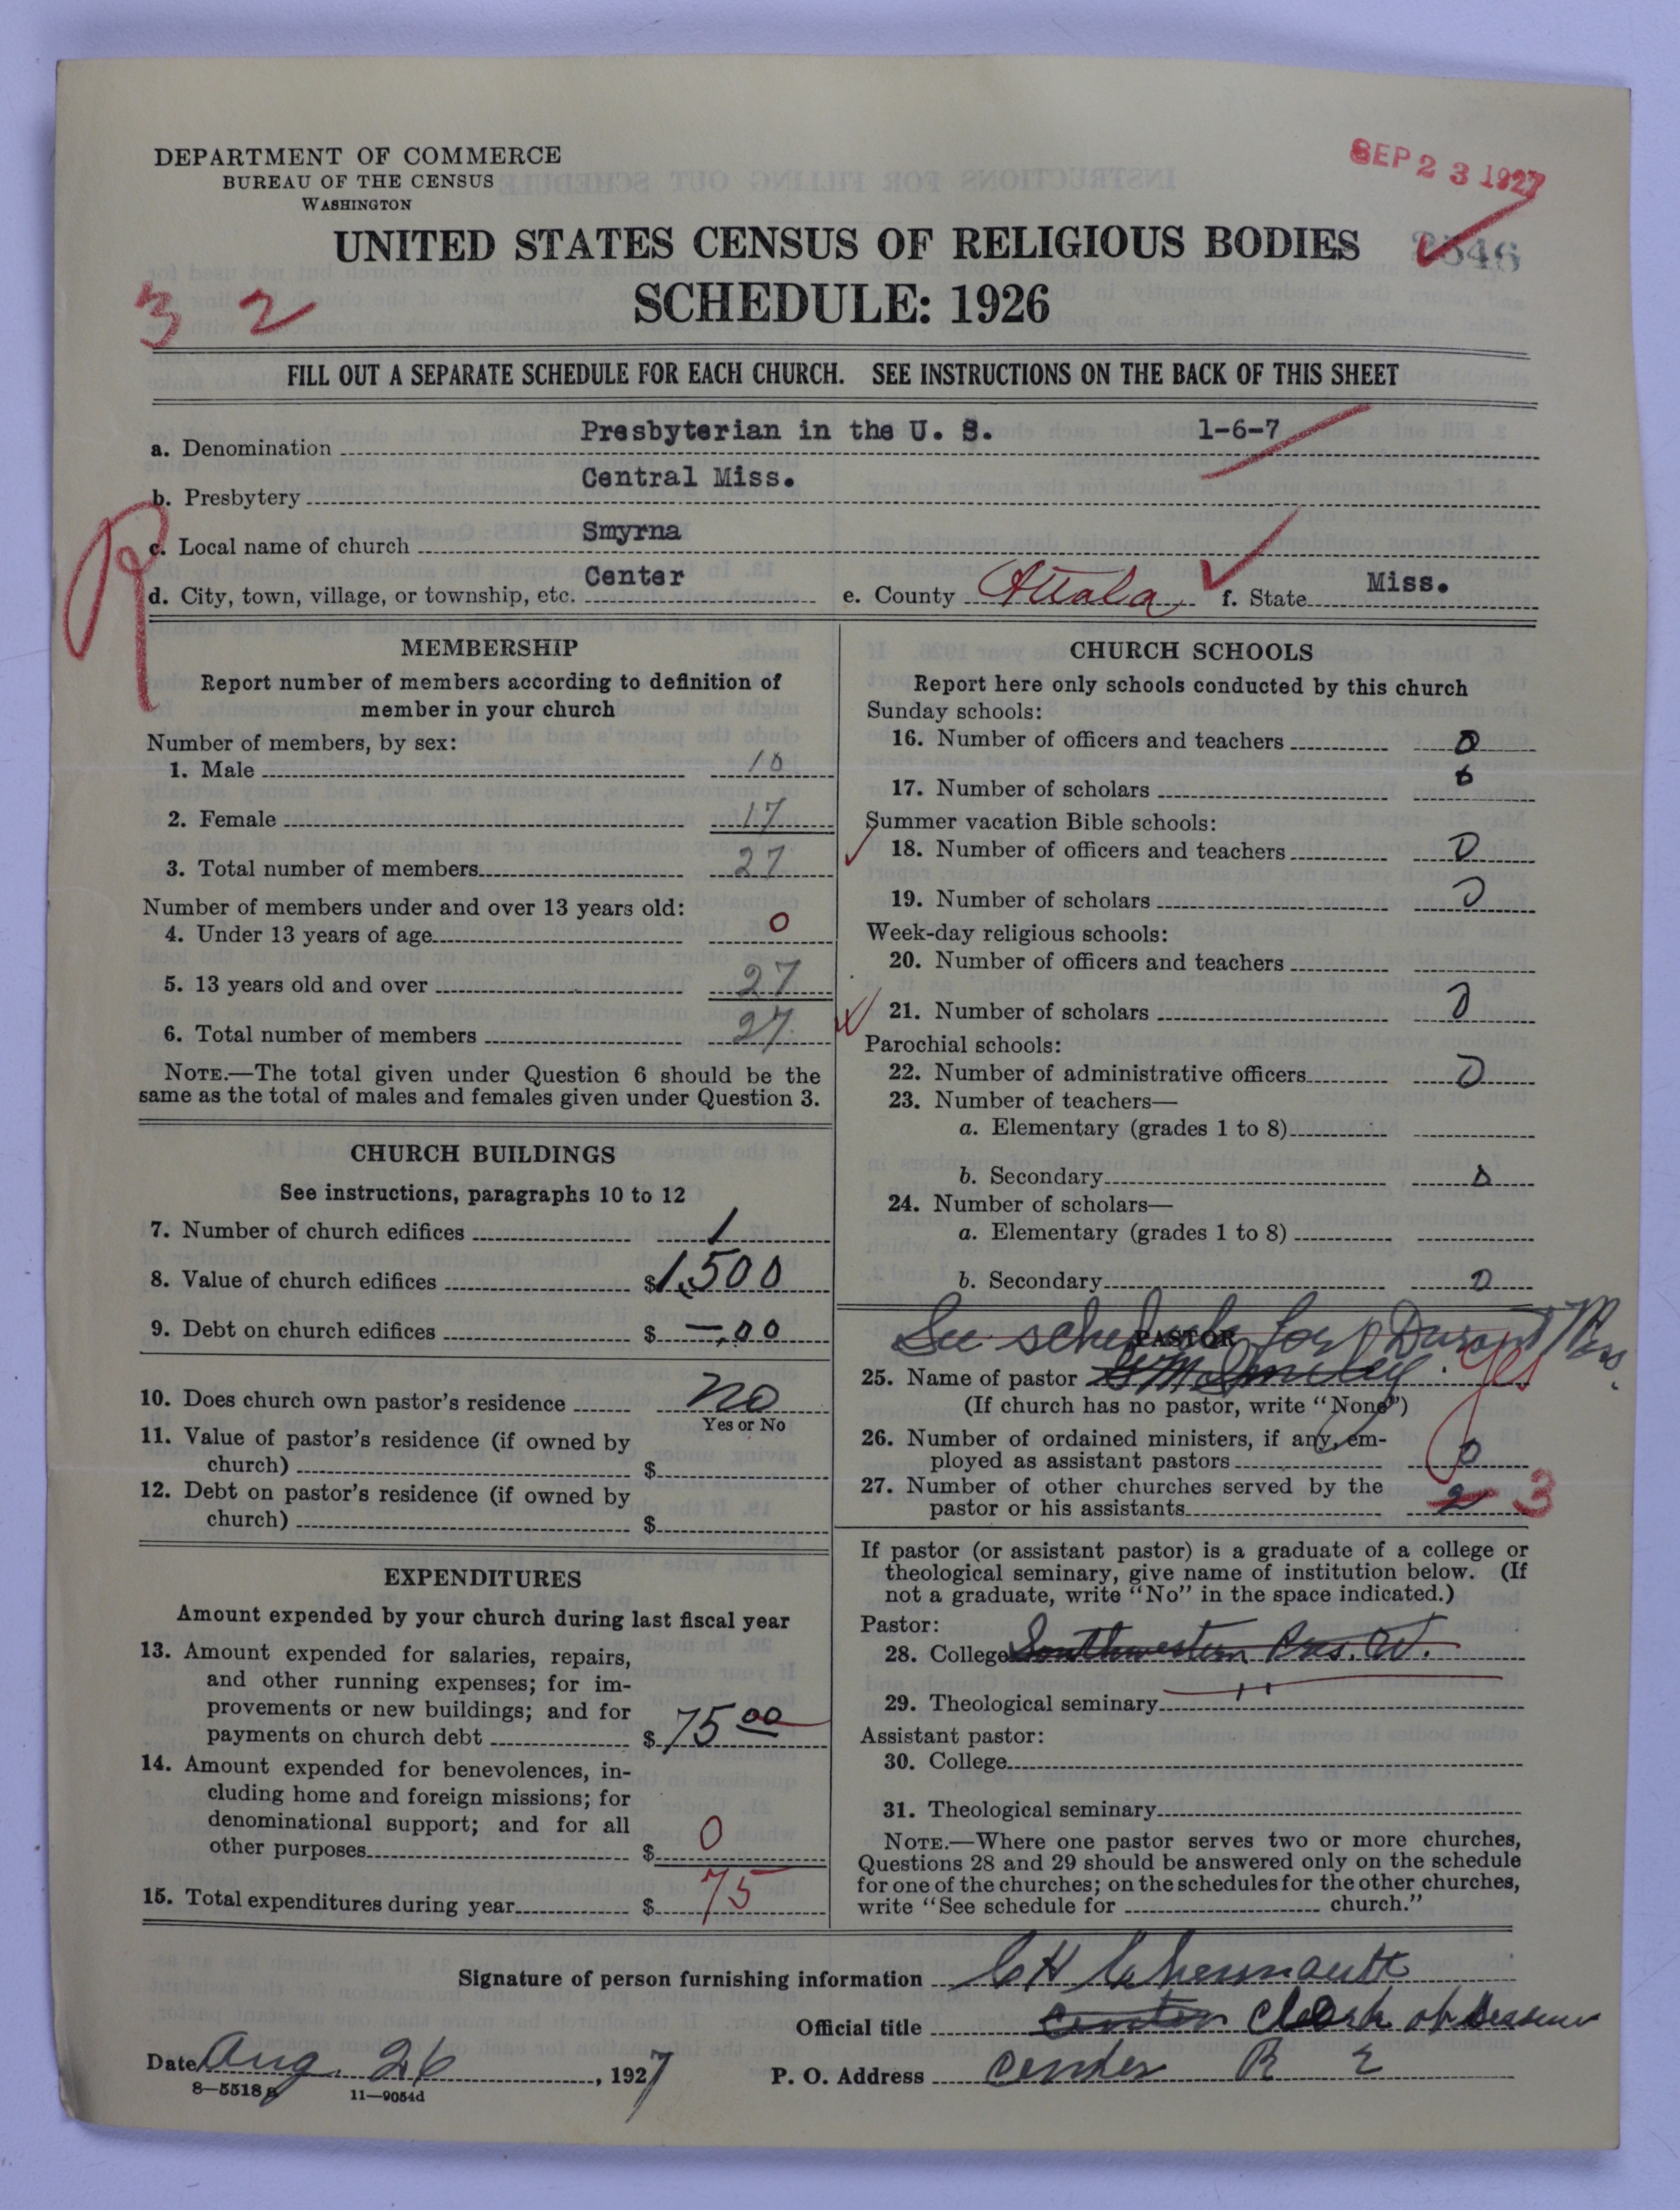 DEPARTMENT OF COMMERCE
BUREAU OF THE CENSUS
WASHINGTON
SEP 23 1927
UNITED STATES CENSUS OF RELIGIOUS BODIES
SCHEDULE: 1926
3 2
FILL OUT A SEPARATE SCHEDULE FOR EACH CHURCH. SEE INSTRUCTIONS ON THE BACK OF THIS SHEET
a. Denomination Presbyterian in the U. S. 1-6-7
b. Presbytery Central Miss.
c. Local name of church Smyrna
d. City, town, village, or township, etc. Center e. County Attala f. State Miss.
MEMBERSHIP
Report number of members according to definition of
member in your church
Number of members, by sex:
1. Male 10
2. Female 17
3. Total number of members 27
Number of members under and over 13 years old:
4. Under 13 years of age 0
5. 13 years old and over 27
6. Total number of members 27
NOTE.—The total given under Question 6 should be the
same as the total of males and females given under Question 3.
CHURCH BUILDINGS
See instructions, paragraphs 10 to 12
7. Number of church edifices 1
8. Value of church edifices $1,500
9. Debt on church edifices $ —.00
10. Does church own pastor's residence no
Yes or No
11. Value of pastor's residence (if owned by
church) $
12. Debt on pastor's residence (if owned by
church) $
EXPENDITURES
Amount expended by your church during last fiscal year
13. Amount expended for salaries, repairs,
and other running expenses; for im-
provements or new buildings; and for
payments on church debt $ 75 00
14. Amount expended for benevolences, in-
cluding home and foreign missions; for
denominational support; and for all
other purposes $ 0
15. Total expenditures during year $ 75
CHURCH SCHOOLS
Report here only schools conducted by this church
Sunday schools:
16. Number of officers and teachers 0
17. Number of scholars 0
Summer vacation Bible schools:
18. Number of officers and teachers 0
19. Number of scholars 0
Week-day religious schools:
20. Number of officers and teachers
21. Number of scholars 0
Parochial schools:
22. Number of administrative officers 0
23. Number of teachers—
a. Elementary (grades 1 to 8)
b. Secondary 0
24. Number of scholars—
a. Elementary (grades 1 to 8)
b. Secondary 0
See schedule for Durant Miss.
PASTOR
25. Name of pastor yes
(If church has no pastor, write "None")
26. Number of ordained ministers, if any, em-
ployed as assistant pastors 0
27. Number of other churches served by the
pastor or his assistants 2 3
If pastor (or assistant pastor) is a graduate of a college or
theological seminary, give name of institution below. (If
not a graduate, write "No" in the space indicated.)
Pastor:
28. College Southwestern Pres. U.
29. Theological seminary "
Assistant pastor:
30. College
31. Theological seminary
NOTE.—Where one pastor serves two or more churches,
Questions 28 and 29 should be answered only on the schedule
for one of the churches; on the schedules for the other churches,
write "See schedule for church."
Signature of person furnishing information C H
Official title Center Clerk of Session
Date Aug. 26, 1927 P. O. Address Center R 2
8—5518 11—9054d